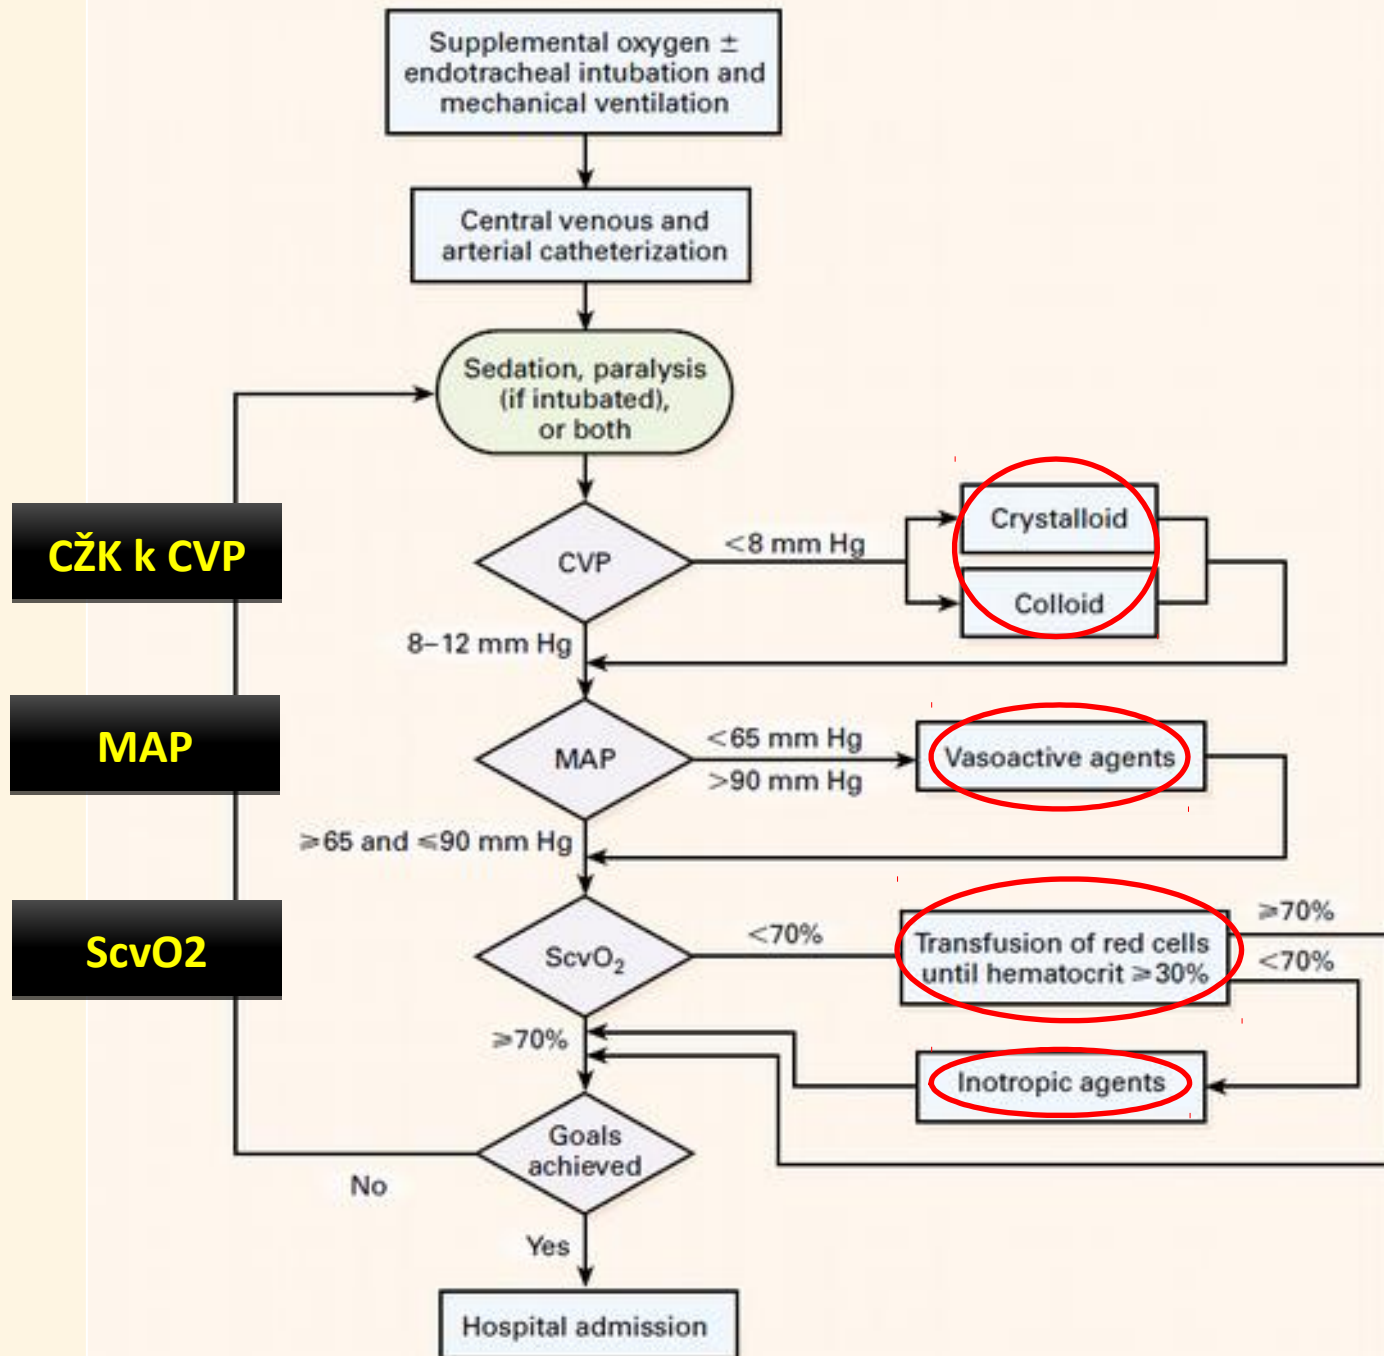 Supplemental oxygen ±
endotracheal intubation and
mechanical ventilation
Central venous and
arterial catheterization
Sedation, paralysis
(if intubated),
or both
CŽK k CVP
CVP
<8 mm Hg
Crystalloid
Colloid
8–12 mm Hg
MAP
MAP
<65 mm Hg
>90 mm Hg
Vasoactive agents
≥65 and ≤90 mm Hg
ScvO2
ScvO₂
<70%
Transfusion of red cells
until hematocrit ≥30%
≥70%
<70%
≥70%
Inotropic agents
Goals
achieved
No
Yes
Hospital admission